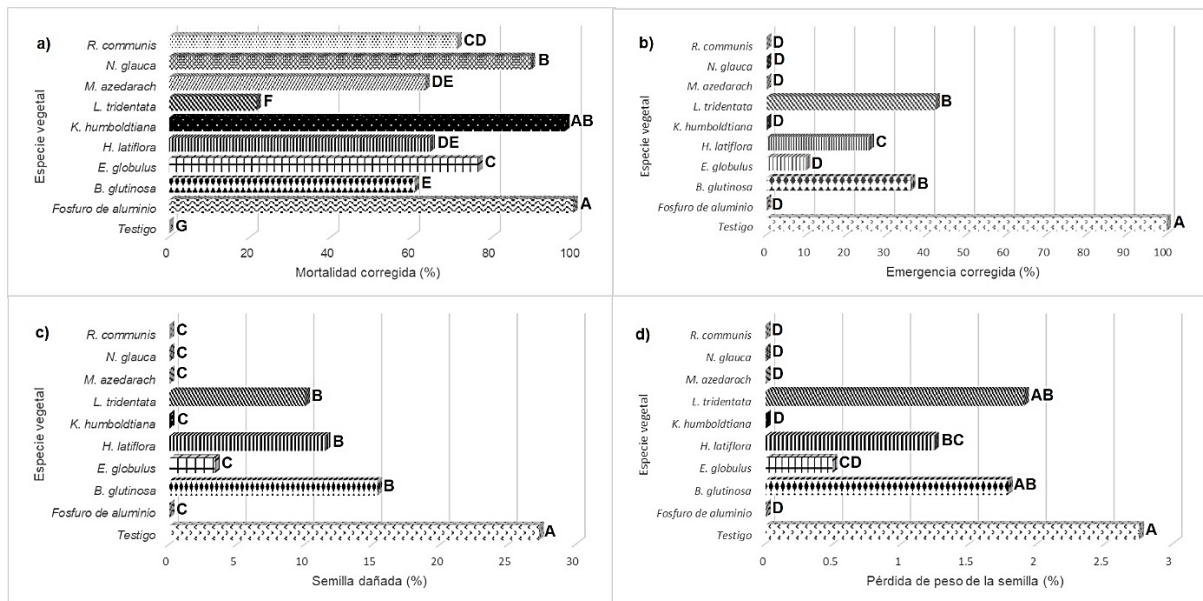 a)
Especie vegetal
R. communis
CD
N. glauca
B
M. azedarach
DE
L. tridentata
F
K. humboldtiana
AB
H. latiflora
DE
E. globulus
C
B. glutinosa
E
Fosfuro de aluminio
A
Testigo
G
0 20 40 60 80 100
Mortalidad corregida (%)
b)
Especie vegetal
R. communis
D
N. glauca
D
M. azedarach
D
L. tridentata
B
K. humboldtiana
D
H. latiflora
C
E. globulus
D
B. glutinosa
B
Fosfuro de aluminio
D
Testigo
A
0 10 20 30 40 50 60 70 80 90 100
Emergencia corregida (%)
c)
Especie vegetal
R. communis
C
N. glauca
C
M. azedarach
C
L. tridentata
B
K. humboldtiana
C
H. latiflora
B
E. globulus
C
B. glutinosa
B
Fosfuro de aluminio
C
Testigo
A
0 5 10 15 20 25 30
Semilla dañada (%)
d)
Especie vegetal
R. communis
D
N. glauca
D
M. azedarach
D
L. tridentata
AB
K. humboldtiana
D
H. latiflora
BC
E. globulus
CD
B. glutinosa
AB
Fosfuro de aluminio
D
Testigo
A
0 0.5 1 1.5 2 2.5 3
Pérdida de peso de la semilla (%)